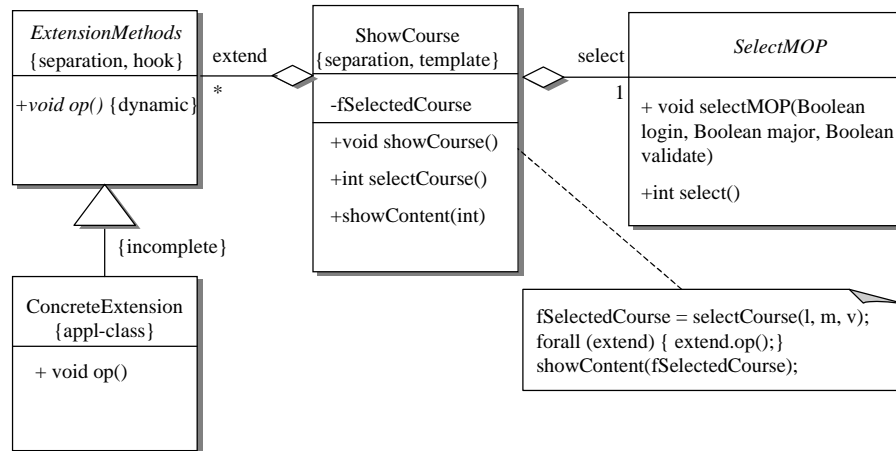 ExtensionMethods
{separation, hook}
+void op() {dynamic}
extend
*
ShowCourse
{separation, template}
-fSelectedCourse
+void showCourse()
+int selectCourse()
+showContent(int)
select
1
SelectMOP
+ void selectMOP(Boolean
login, Boolean major, Boolean
validate)
+int select()
{incomplete}
ConcreteExtension
{appl-class}
+ void op()
fSelectedCourse = selectCourse(l, m, v);
forall (extend) { extend.op();}
showContent(fSelectedCourse);